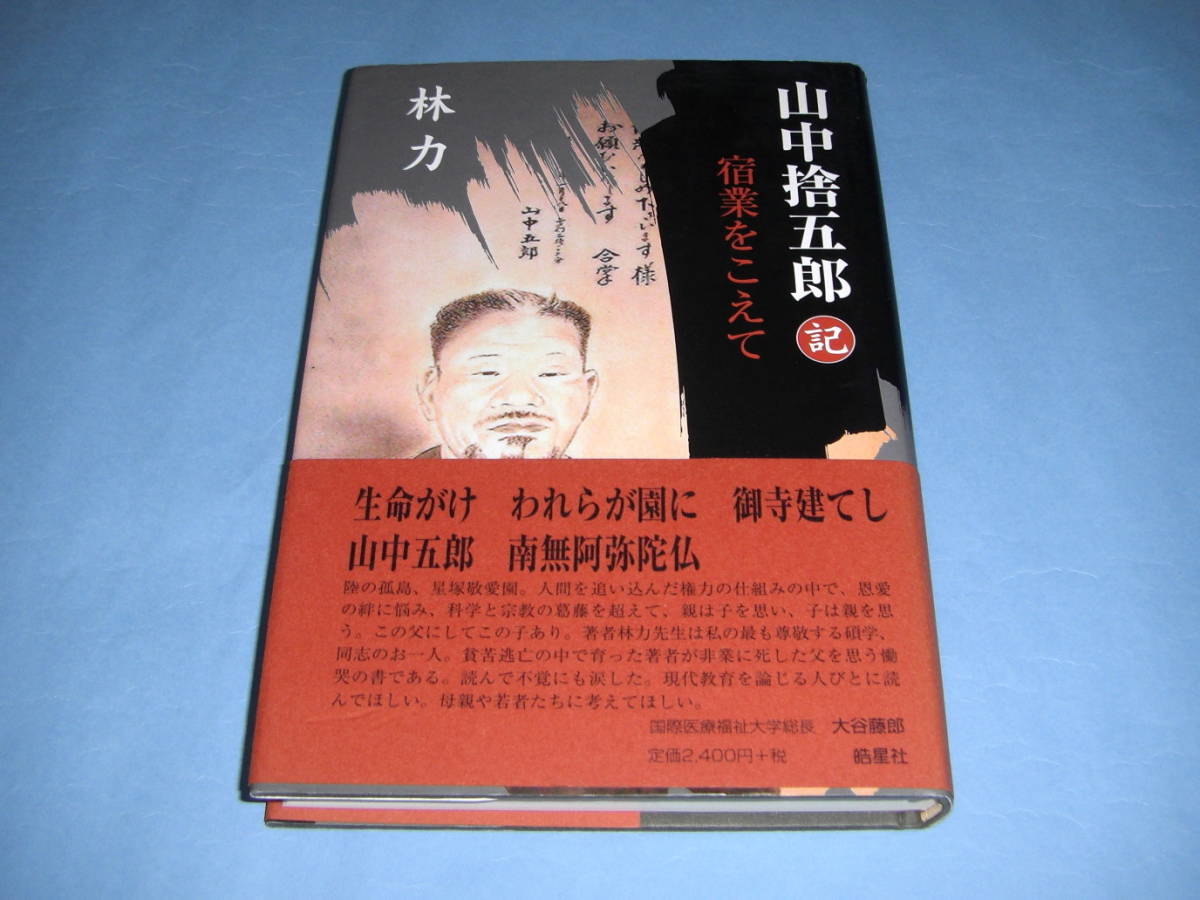 山中捨五郎 記
宿業をこえて
林力
様
お願ひ
ます 合掌
山中五郎
生命がけ われらが園に 御寺建てし
山中五郎 南無阿弥陀仏
陸の孤島、星塚敬愛園。人間を追い込んだ権力の仕組みの中で、恩愛
の絆に悩み、科学と宗教の葛藤を超えて、親は子を思い、子は親を思
う。この父にしてこの子あり。著者林力先生は私の最も尊敬する碩学、
同志のお一人。貧苦逃亡の中で育った著者が非業に死した父を思う慟
哭の書である。読んで不覚にも涙した。現代教育を論じる人びとに読
んでほしい。母親や若者たちに考えてほしい。
国際医療福祉大学総長 大谷藤郎
定価2,400円+税 皓星社